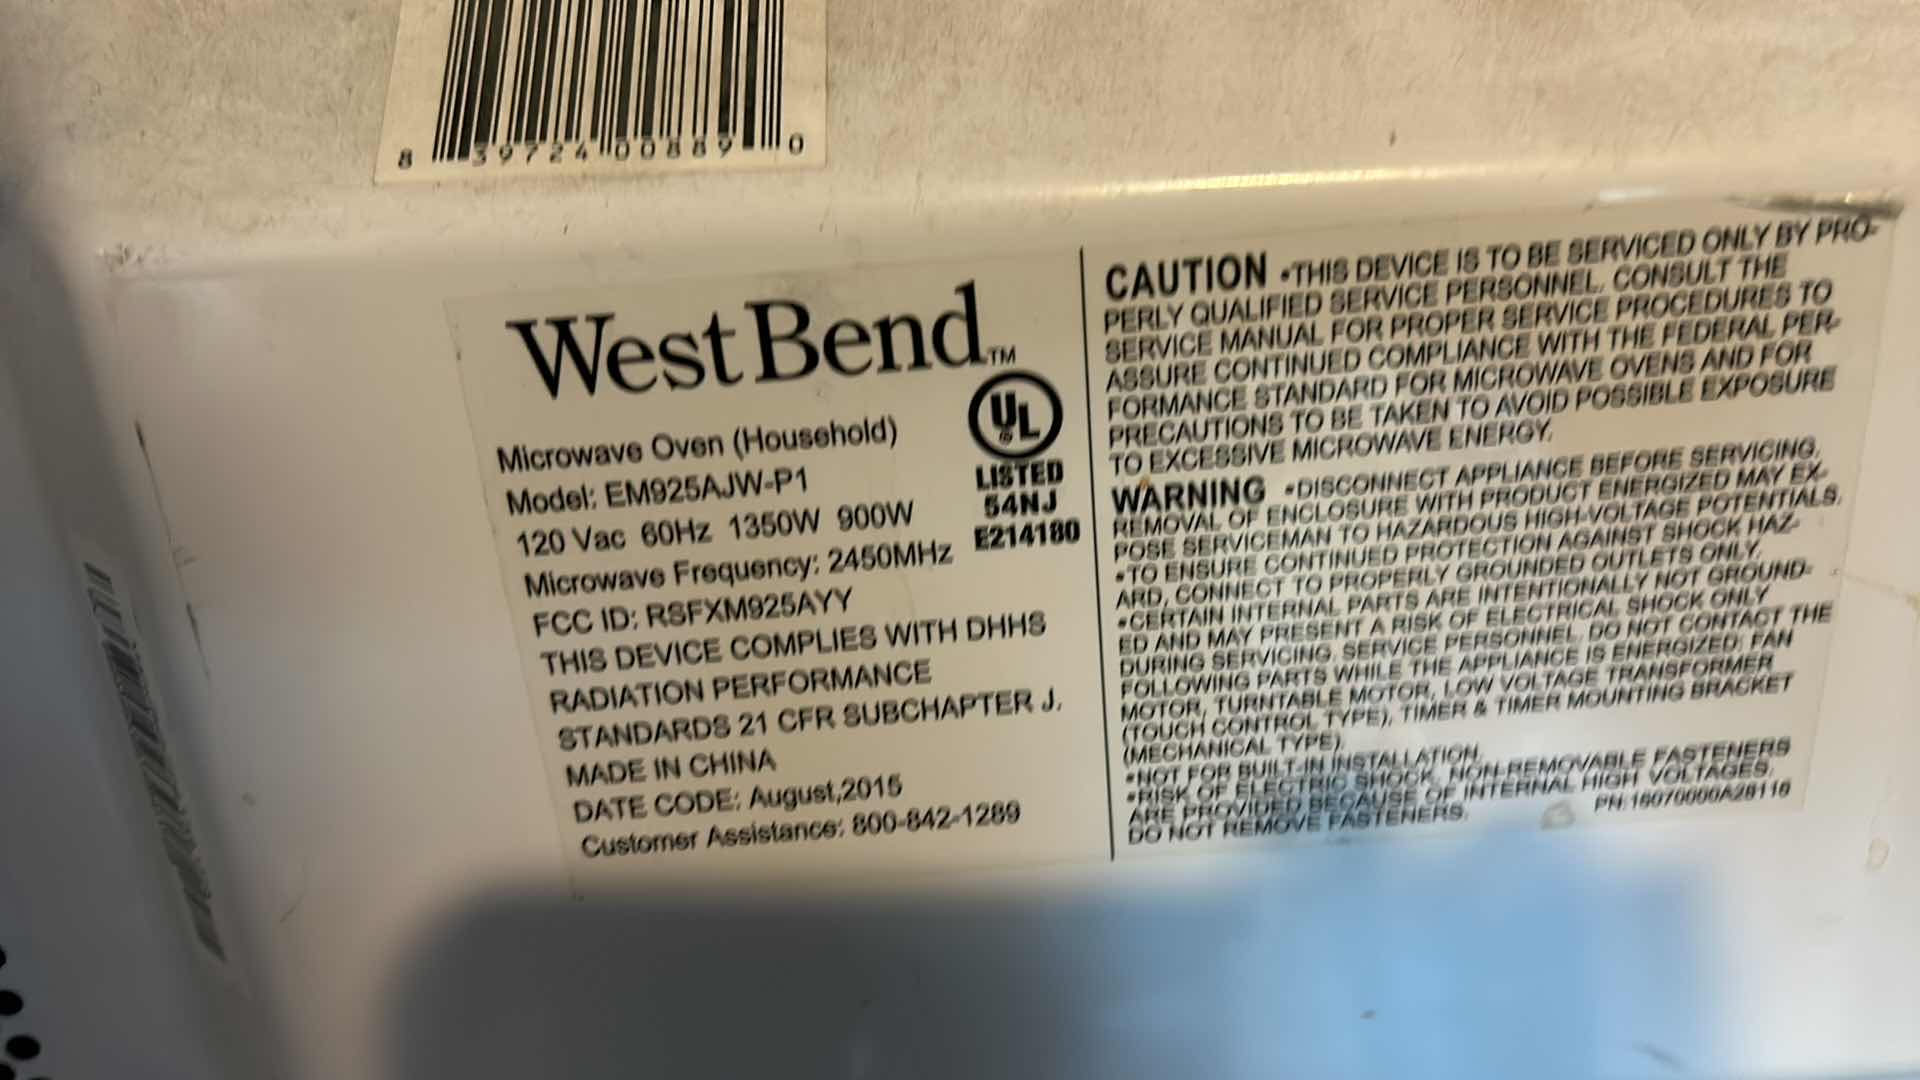 8 39724 00889 0
West Bend™
Microwave Oven (Household)
Model: EM925AJW-P1
120 Vac 60Hz 1350W 900W
Microwave Frequency: 2450MHz
FCC ID: RSFXM925AYY
THIS DEVICE COMPLIES WITH DHHS
RADIATION PERFORMANCE
STANDARDS 21 CFR SUBCHAPTER J.
MADE IN CHINA
DATE CODE: August,2015
Customer Assistance: 800-842-1289
UL
LISTED
54NJ
E214180
CAUTION •THIS DEVICE IS TO BE SERVICED ONLY BY PRO-
PERLY QUALIFIED SERVICE PERSONNEL. CONSULT THE
SERVICE MANUAL FOR PROPER SERVICE PROCEDURES TO
ASSURE CONTINUED COMPLIANCE WITH THE FEDERAL PER-
FORMANCE STANDARD FOR MICROWAVE OVENS AND FOR
PRECAUTIONS TO BE TAKEN TO AVOID POSSIBLE EXPOSURE
TO EXCESSIVE MICROWAVE ENERGY.
WARNING •DISCONNECT APPLIANCE BEFORE SERVICING.
REMOVAL OF ENCLOSURE WITH PRODUCT ENERGIZED MAY EX-
POSE SERVICEMAN TO HAZARDOUS HIGH-VOLTAGE POTENTIALS.
•TO ENSURE CONTINUED PROTECTION AGAINST SHOCK HAZ-
ARD, CONNECT TO PROPERLY GROUNDED OUTLETS ONLY.
•CERTAIN INTERNAL PARTS ARE INTENTIONALLY NOT GROUND-
ED AND MAY PRESENT A RISK OF ELECTRICAL SHOCK ONLY
DURING SERVICING. SERVICE PERSONNEL. DO NOT CONTACT THE
FOLLOWING PARTS WHILE THE APPLIANCE IS ENERGIZED; FAN
MOTOR, TURNTABLE MOTOR, LOW VOLTAGE TRANSFORMER
(TOUCH CONTROL TYPE), TIMER & TIMER MOUNTING BRACKET
(MECHANICAL TYPE).
•NOT FOR BUILT-IN INSTALLATION.
•RISK OF ELECTRIC SHOCK, NON-REMOVABLE FASTENERS
ARE PROVIDED BECAUSE OF INTERNAL HIGH VOLTAGES.
DO NOT REMOVE FASTENERS.
PN:16070000A28116